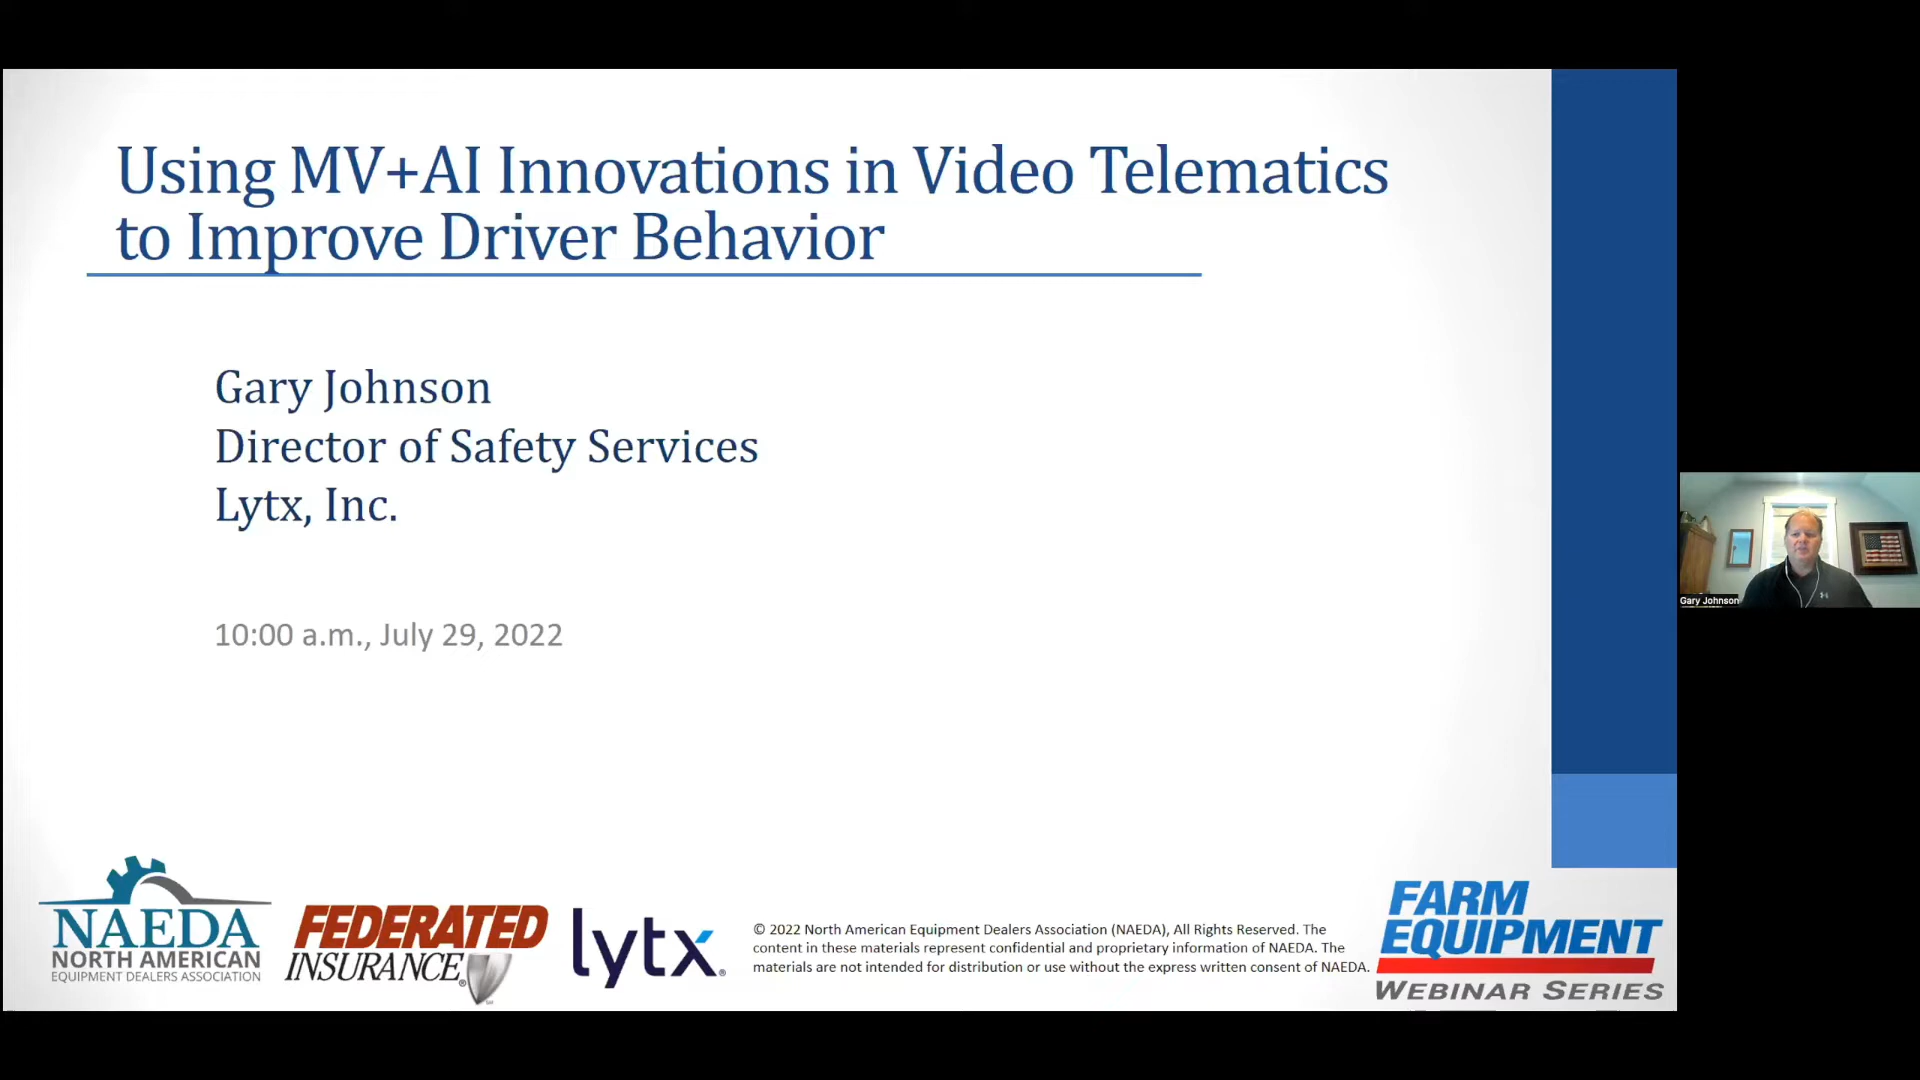 Using MV+AI Innovations in Video Telematics
to Improve Driver Behavior
Gary Johnson
Director of Safety Services
Lytx, Inc.
10:00 a.m., July 29, 2022
Gary Johnson
NAEDA
NORTH AMERICAN
EQUIPMENT DEALERS ASSOCIATION
FEDERATED
INSURANCE®
SM
lytx®
© 2022 North American Equipment Dealers Association (NAEDA), All Rights Reserved. The
content in these materials represent confidential and proprietary information of NAEDA. The
materials are not intended for distribution or use without the express written consent of NAEDA.
FARM
EQUIPMENT
WEBINAR SERIES